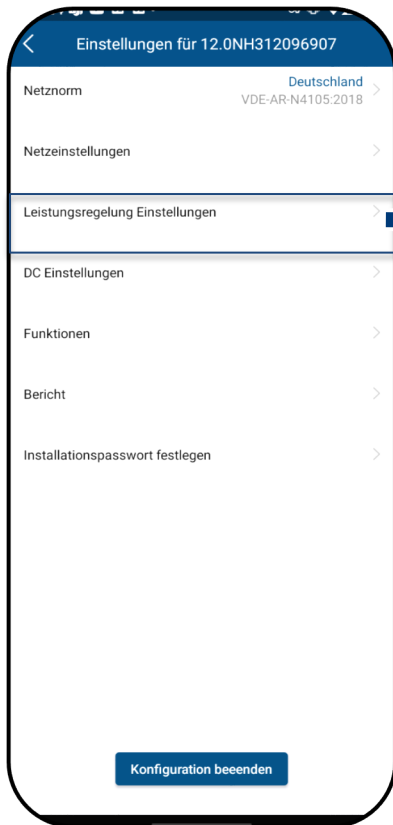 Einstellungen für 12.0NH312096907
Netznorm
Deutschland
VDE-AR-N4105:2018
Netzeinstellungen
Leistungsregelung Einstellungen
DC Einstellungen
Funktionen
Bericht
Installationspasswort festlegen
Konfiguration beeenden